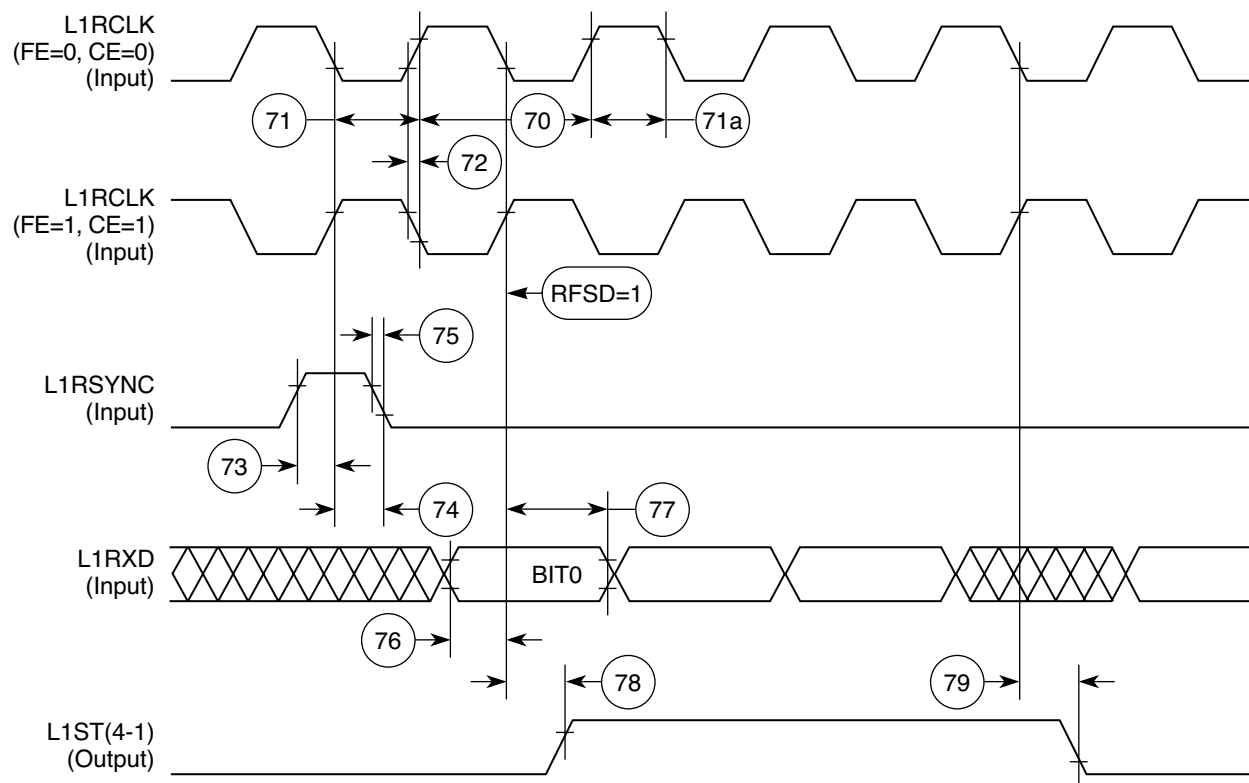 L1RCLK
(FE=0, CE=0)
(Input)
71
70
71a
72
L1RCLK
(FE=1, CE=1)
(Input)
RFSD=1
75
L1RSYNC
(Input)
73
74
77
L1RXD
(Input)
BIT0
76
78
79
L1ST(4-1)
(Output)